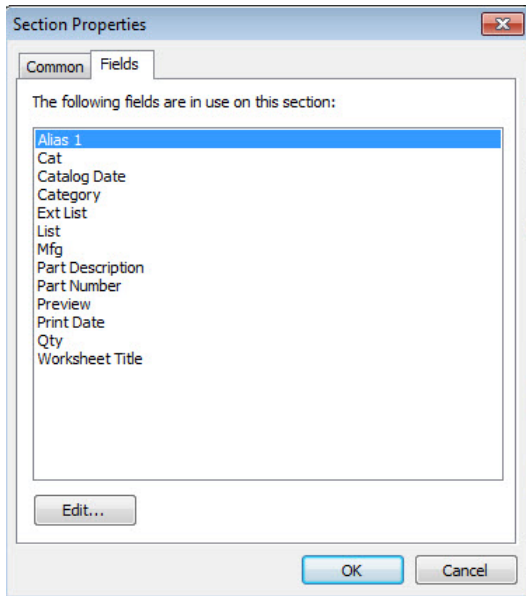 Section Properties
Common
Fields
The following fields are in use on this section:
Alias 1
Cat
Catalog Date
Category
Ext List
List
Mfg
Part Description
Part Number
Preview
Print Date
Qty
Worksheet Title
Edit...
OK
Cancel